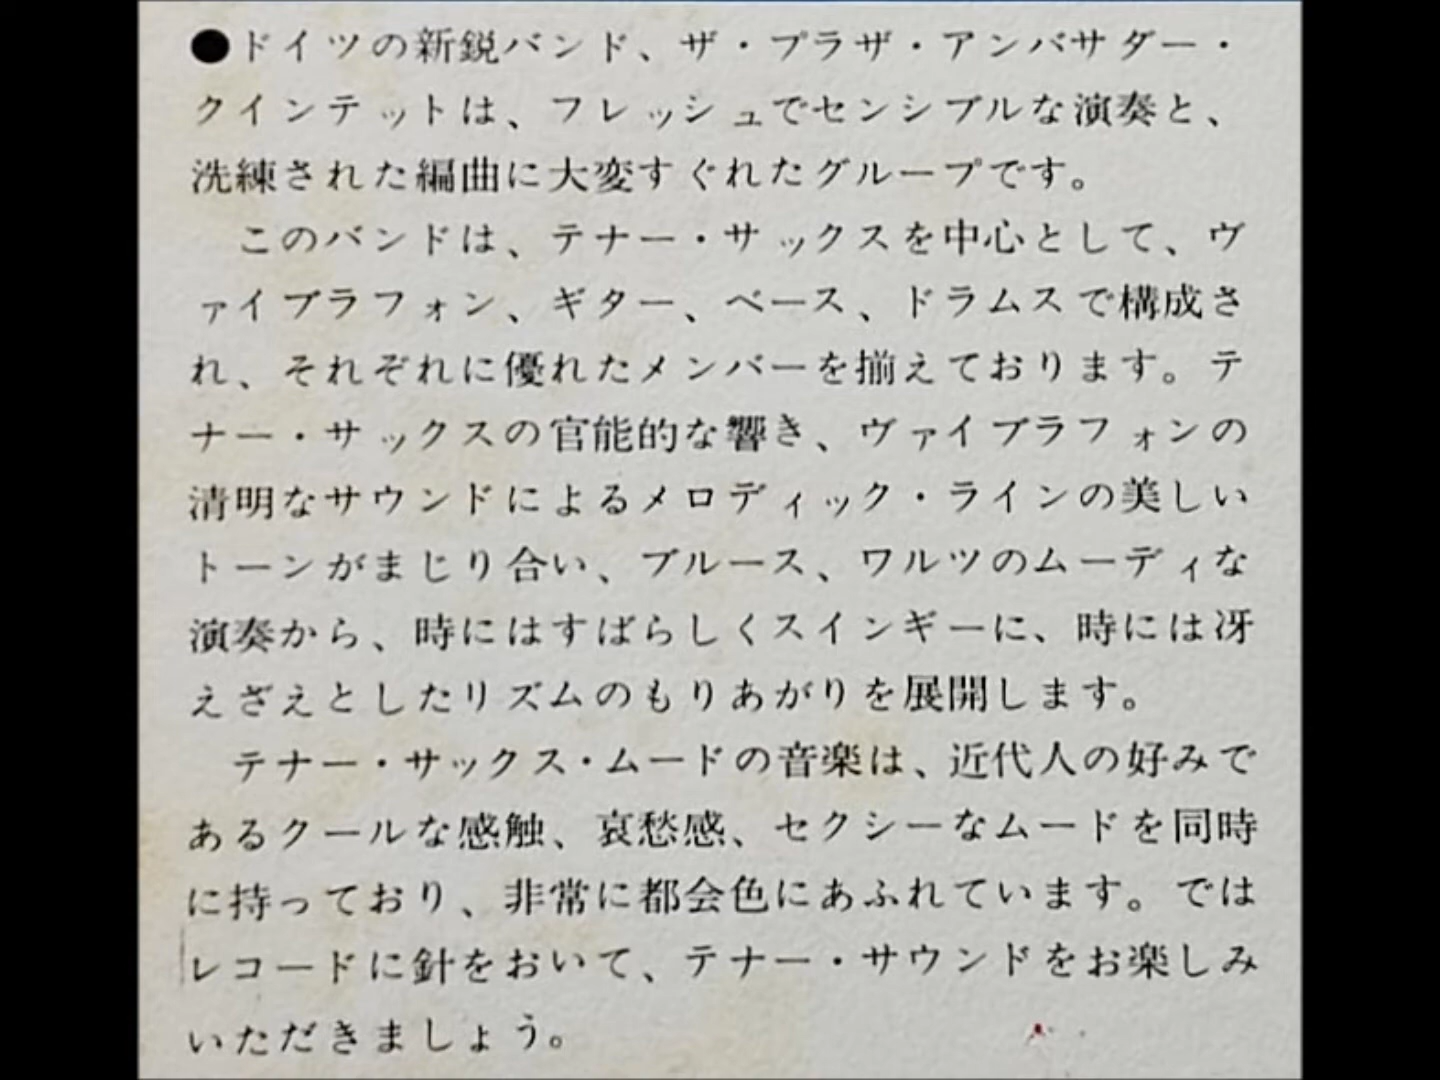 ●ドイツの新鋭バンド、ザ・プラザ・アンバサダー・
クインテットは、フレッシュでセンシブルな演奏と、
洗練された編曲に大変すぐれたグループです。
このバンドは、テナー・サックスを中心として、ヴ
ァイブラフォン、ギター、ベース、ドラムスで構成さ
れ、それぞれに優れたメンバーを揃えております。テ
ナー・サックスの官能的な響き、ヴァイブラフォンの
清明なサウンドによるメロディック・ラインの美しい
トーンがまじり合い、ブルース、ワルツのムーディな
演奏から、時にはすばらしくスインギーに、時には冴
えざえとしたリズムのもりあがりを展開します。
テナー・サックス・ムードの音楽は、近代人の好みで
あるクールな感触、哀愁感、セクシーなムードを同時
に持っており、非常に都会色にあふれています。では
レコードに針をおいて、テナー・サウンドをお楽しみ
いただきましょう。